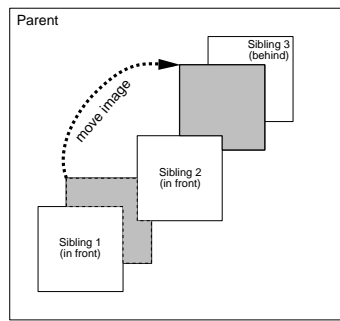 Parent
Sibling 3
(behind)
move image
Sibling 2
(in front)
Sibling 1
(in front)